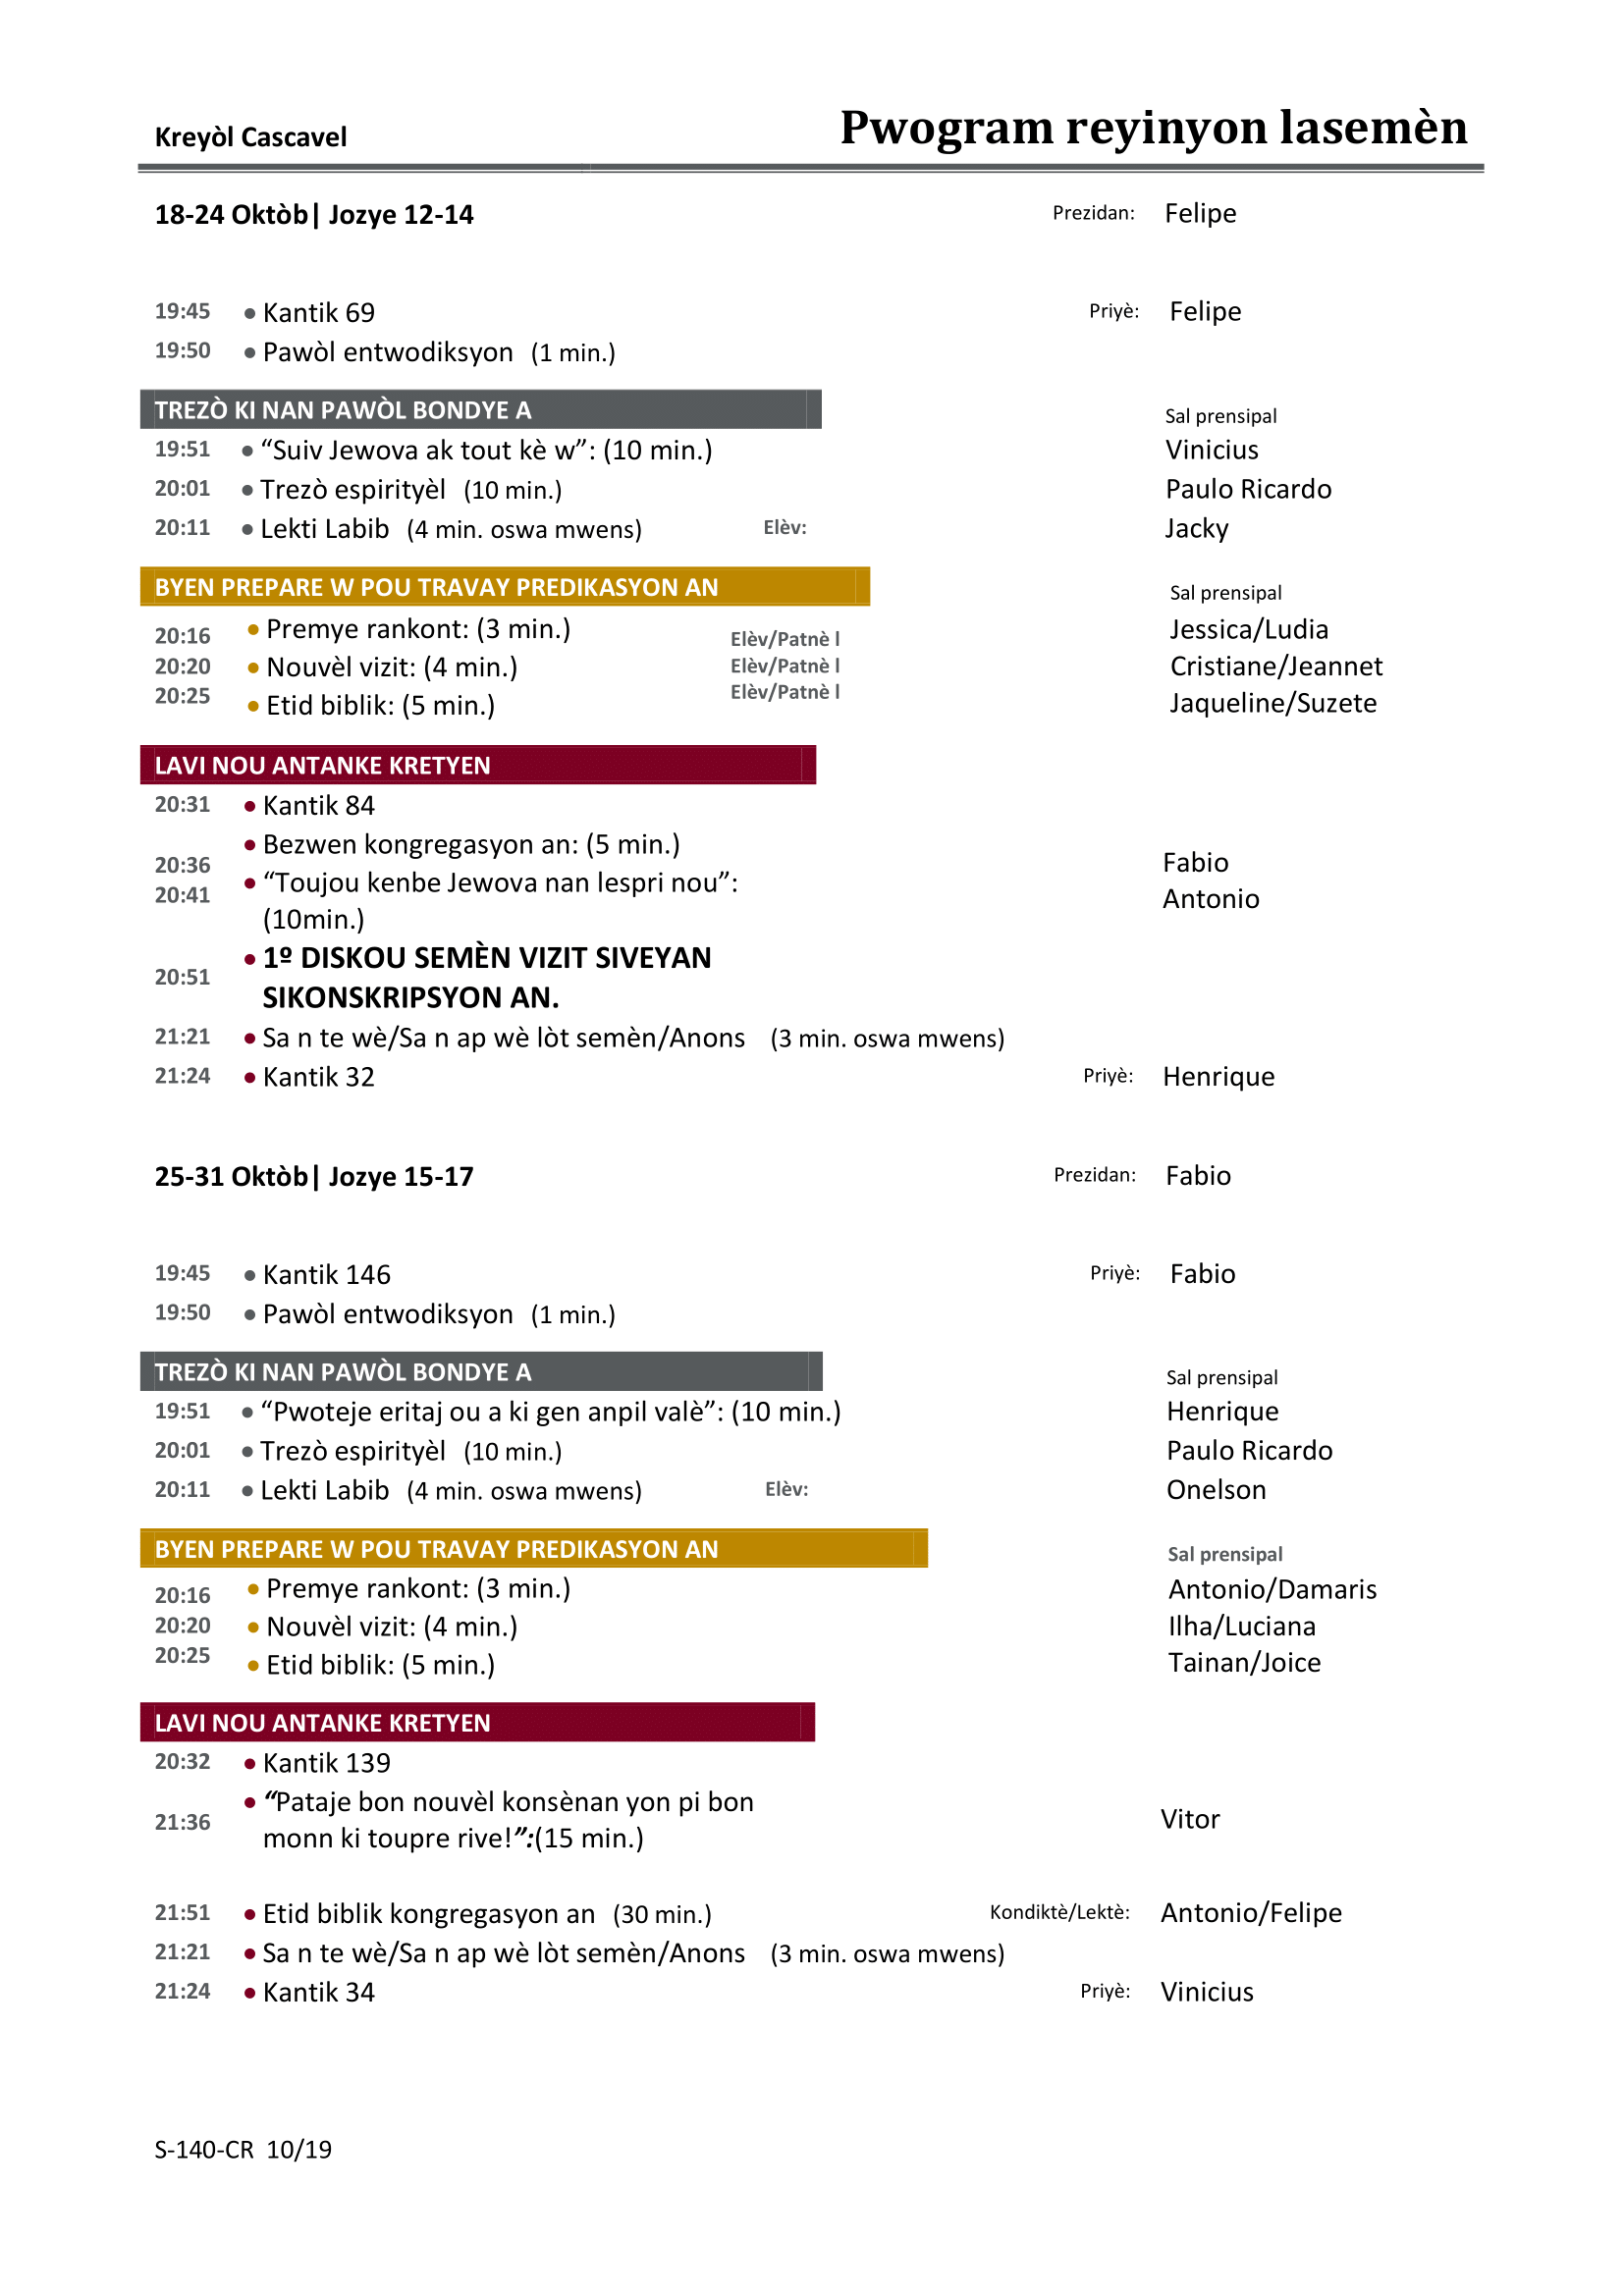 Kreyòl Cascavel Pwogram reyinyon lasemèn
18-24 Oktòb| Jozye 12-14 Prezidan: Felipe
19:45 • Kantik 69 Priyè: Felipe
19:50 • Pawòl entwodiksyon (1 min.)
TREZÒ KI NAN PAWÒL BONDYE A Sal prensipal
19:51 • “Suiv Jewova ak tout kè w”: (10 min.) Vinicius
20:01 • Trezò espirityèl (10 min.) Paulo Ricardo
20:11 • Lekti Labib (4 min. oswa mwens) Elèv: Jacky
BYEN PREPARE W POU TRAVAY PREDIKASYON AN Sal prensipal
20:16 • Premye rankont: (3 min.) Elèv/Patnè l Jessica/Ludia
20:20 • Nouvèl vizit: (4 min.) Elèv/Patnè l Cristiane/Jeannet
20:25 • Etid biblik: (5 min.) Elèv/Patnè l Jaqueline/Suzete
LAVI NOU ANTANKE KRETYEN
20:31 • Kantik 84
20:36 • Bezwen kongregasyon an: (5 min.) Fabio
20:41 • “Toujou kenbe Jewova nan lespri nou”: Antonio
(10min.)
20:51 • 1º DISKOU SEMÈN VIZIT SIVEYAN
SIKONSKRIPSYON AN.
21:21 • Sa n te wè/Sa n ap wè lòt semèn/Anons (3 min. oswa mwens)
21:24 • Kantik 32 Priyè: Henrique
25-31 Oktòb| Jozye 15-17 Prezidan: Fabio
19:45 • Kantik 146 Priyè: Fabio
19:50 • Pawòl entwodiksyon (1 min.)
TREZÒ KI NAN PAWÒL BONDYE A Sal prensipal
19:51 • “Pwoteje eritaj ou a ki gen anpil valè”: (10 min.) Henrique
20:01 • Trezò espirityèl (10 min.) Paulo Ricardo
20:11 • Lekti Labib (4 min. oswa mwens) Elèv: Onelson
BYEN PREPARE W POU TRAVAY PREDIKASYON AN Sal prensipal
20:16 • Premye rankont: (3 min.) Antonio/Damaris
20:20 • Nouvèl vizit: (4 min.) Ilha/Luciana
20:25 • Etid biblik: (5 min.) Tainan/Joice
LAVI NOU ANTANKE KRETYEN
20:32 • Kantik 139
21:36 • “Pataje bon nouvèl konsènan yon pi bon Vitor
monn ki toupre rive!”:(15 min.)
21:51 • Etid biblik kongregasyon an (30 min.) Kondiktè/Lektè: Antonio/Felipe
21:21 • Sa n te wè/Sa n ap wè lòt semèn/Anons (3 min. oswa mwens)
21:24 • Kantik 34 Priyè: Vinicius
S-140-CR 10/19